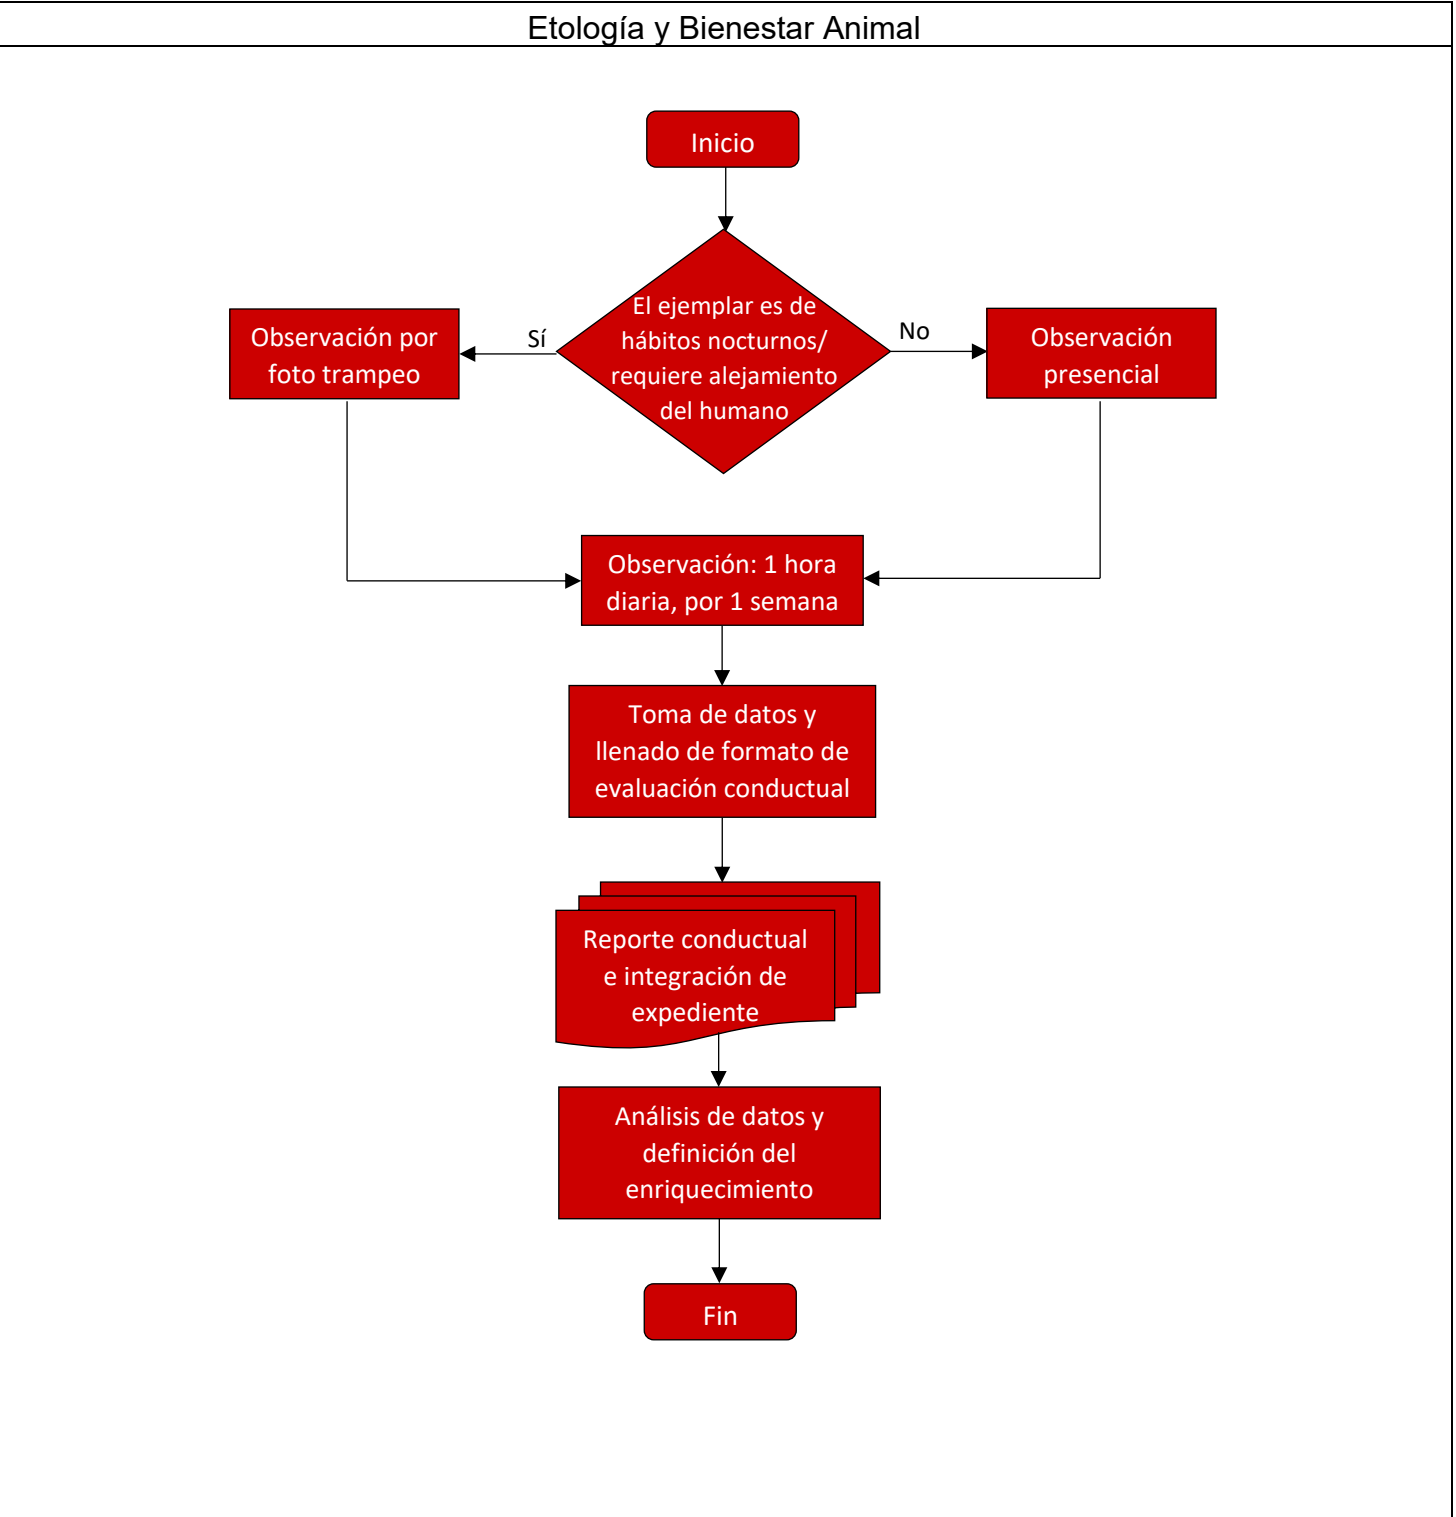 Etología y Bienestar Animal
Inicio
El ejemplar es de
hábitos nocturnos/
requiere alejamiento
del humano
Sí
No
Observación por
foto trampeo
Observación
presencial
Observación: 1 hora
diaria, por 1 semana
Toma de datos y
llenado de formato de
evaluación conductual
Reporte conductual
e integración de
expediente
Análisis de datos y
definición del
enriquecimiento
Fin